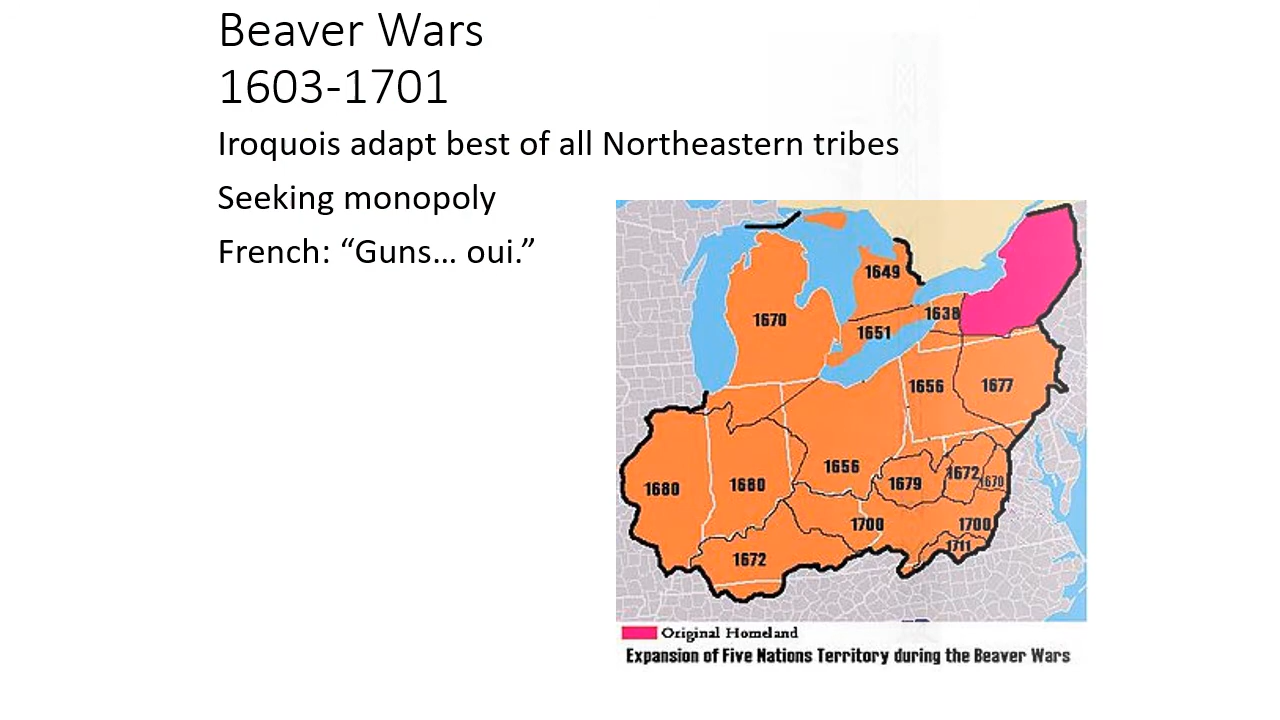 Beaver Wars
1603-1701
Iroquois adapt best of all Northeastern tribes
Seeking monopoly
French: “Guns… oui.”
1649
1638
1670
1651
1656
1677
1656
1672
1679
1670
1680
1680
1700
1700
1711
1672
Original Homeland
Expansion of Five Nations Territory during the Beaver Wars